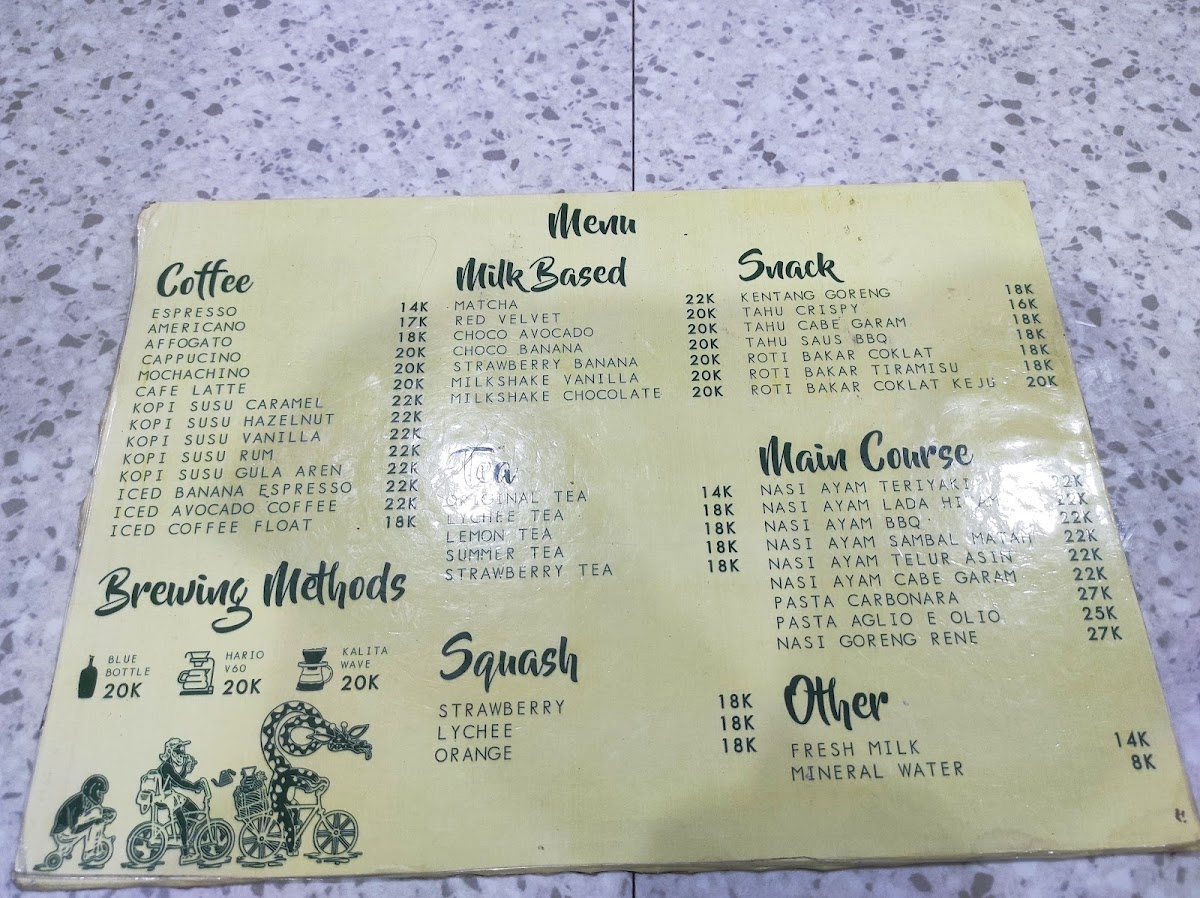 Menu
Coffee
ESPRESSO 14K
AMERICANO 17K
AFFOGATO 18K
CAPPUCINO 20K
MOCHACHINO 20K
CAFE LATTE 20K
KOPI SUSU CARAMEL 22K
KOPI SUSU HAZELNUT 22K
KOPI SUSU VANILLA 22K
KOPI SUSU RUM 22K
KOPI SUSU GULA AREN 22K
ICED BANANA ESPRESSO 22K
ICED AVOCADO COFFEE 22K
ICED COFFEE FLOAT 18K
Brewing Methods
BLUE
BOTTLE
20K
HARIO
V60
20K
KALITA
WAVE
20K
Milk Based
MATCHA 22K
RED VELVET 20K
CHOCO AVOCADO 20K
CHOCO BANANA 20K
STRAWBERRY BANANA 20K
MILKSHAKE VANILLA 20K
MILKSHAKE CHOCOLATE 20K
Tea
ORIGINAL TEA 14K
LYCHEE TEA 18K
LEMON TEA 18K
SUMMER TEA 18K
STRAWBERRY TEA 18K
Squash
STRAWBERRY 18K
LYCHEE 18K
ORANGE 18K
Snack
KENTANG GORENG 18K
TAHU CRISPY 16K
TAHU CABE GARAM 18K
TAHU SAUS BBQ 18K
ROTI BAKAR COKLAT 18K
ROTI BAKAR TIRAMISU 18K
ROTI BAKAR COKLAT KEJU 20K
Main Course
NASI AYAM TERIYAKI 22K
NASI AYAM LADA 22K
NASI AYAM BBQ 22K
NASI AYAM SAMBAL MATAH 22K
NASI AYAM TELUR ASIN 22K
NASI AYAM CABE GARAM 22K
PASTA CARBONARA 27K
PASTA AGLIO E OLIO 25K
NASI GORENG RENE 27K
Other
FRESH MILK 14K
MINERAL WATER 8K